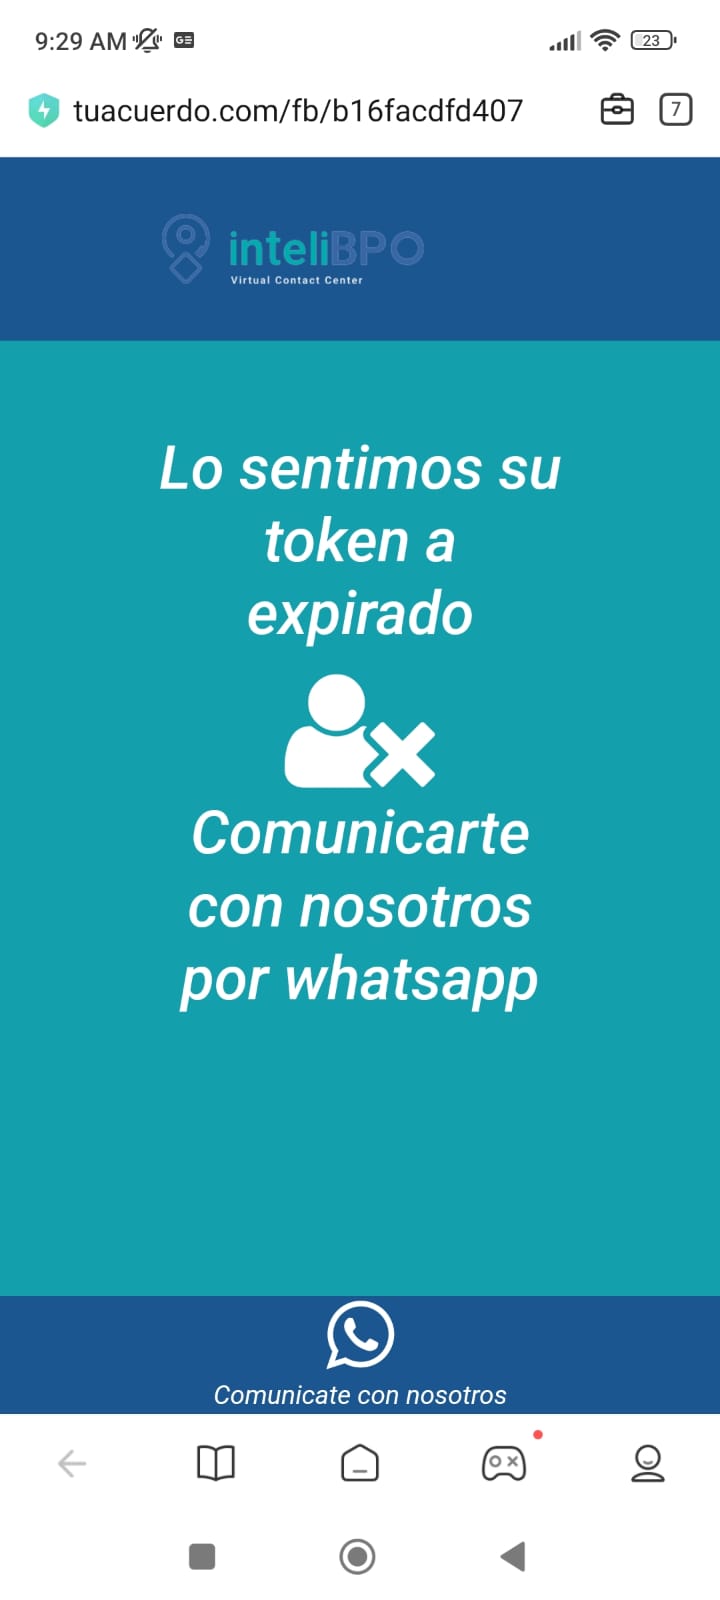 9:29 AM
23
tuacuerdo.com/fb/b16facdfd407
7
inteliBPO
Virtual Contact Center
Lo sentimos su
token a
expirado
Comunicarte
con nosotros
por whatsapp
Comunicate con nosotros